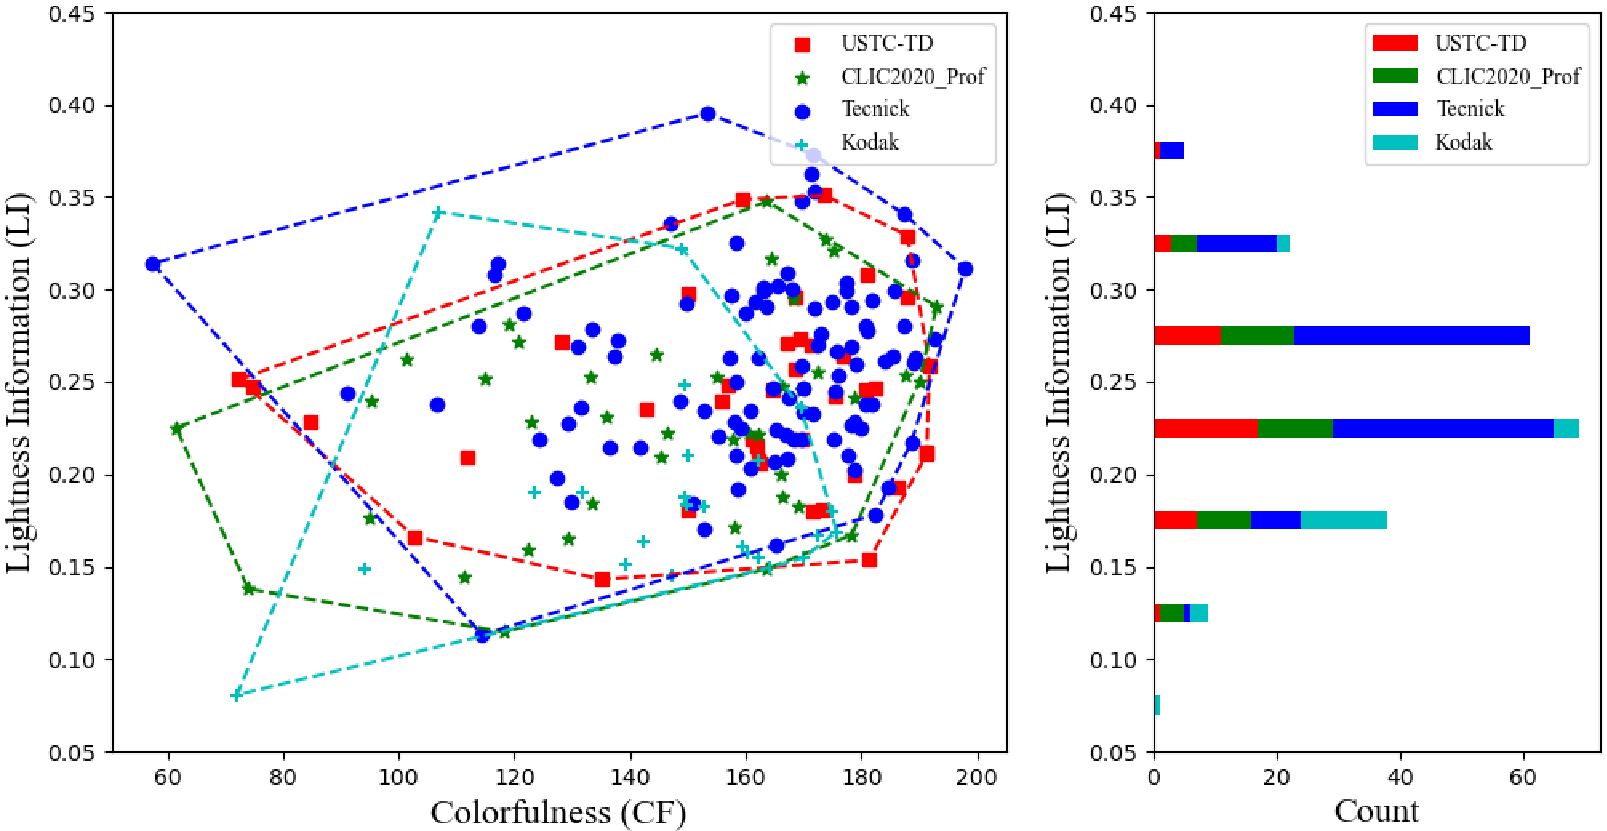 0.45
0.40
0.35
0.30
0.25
0.20
0.15
0.10
0.05
60
80
100
120
140
160
180
200
Lightness Information (LI)
Colorfulness (CF)
USTC-TD
CLIC2020_Prof
Tecnick
Kodak
0.45
0.40
0.35
0.30
0.25
0.20
0.15
0.10
0.05
0
20
40
60
Lightness Information (LI)
Count
USTC-TD
CLIC2020_Prof
Tecnick
Kodak